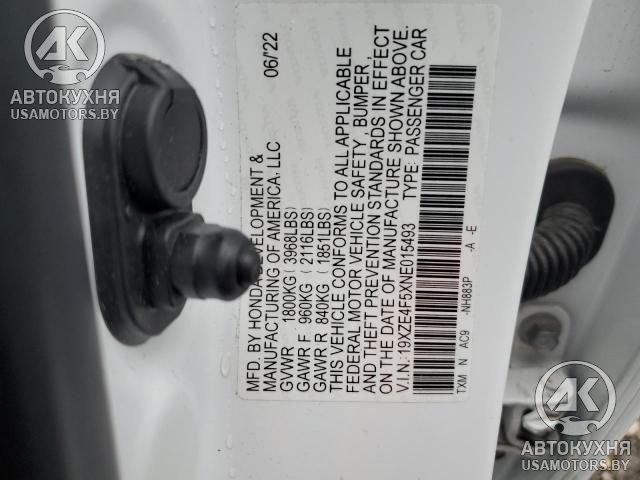 MFD. BY HONDA DEVELOPMENT & 06/22
MANUFACTURING OF AMERICA, LLC
GVWR 1800KG (3968LBS)
GAWR F 960KG (2116LBS)
GAWR R 840KG (1851LBS)
THIS VEHICLE CONFORMS TO ALL APPLICABLE
FEDERAL MOTOR VEHICLE SAFETY, BUMPER,
AND THEFT PREVENTION STANDARDS IN EFFECT
ON THE DATE OF MANUFACTURE SHOWN ABOVE.
V.I.N.: 19XZE4F5XNE015493 TYPE: PASSENGER CAR
TXM N AC9 -NH883P -A -E
АК
АВТОКУХНЯ
USAMOTORS.BY
АК
АВТОКУХНЯ
USAMOTORS.BY